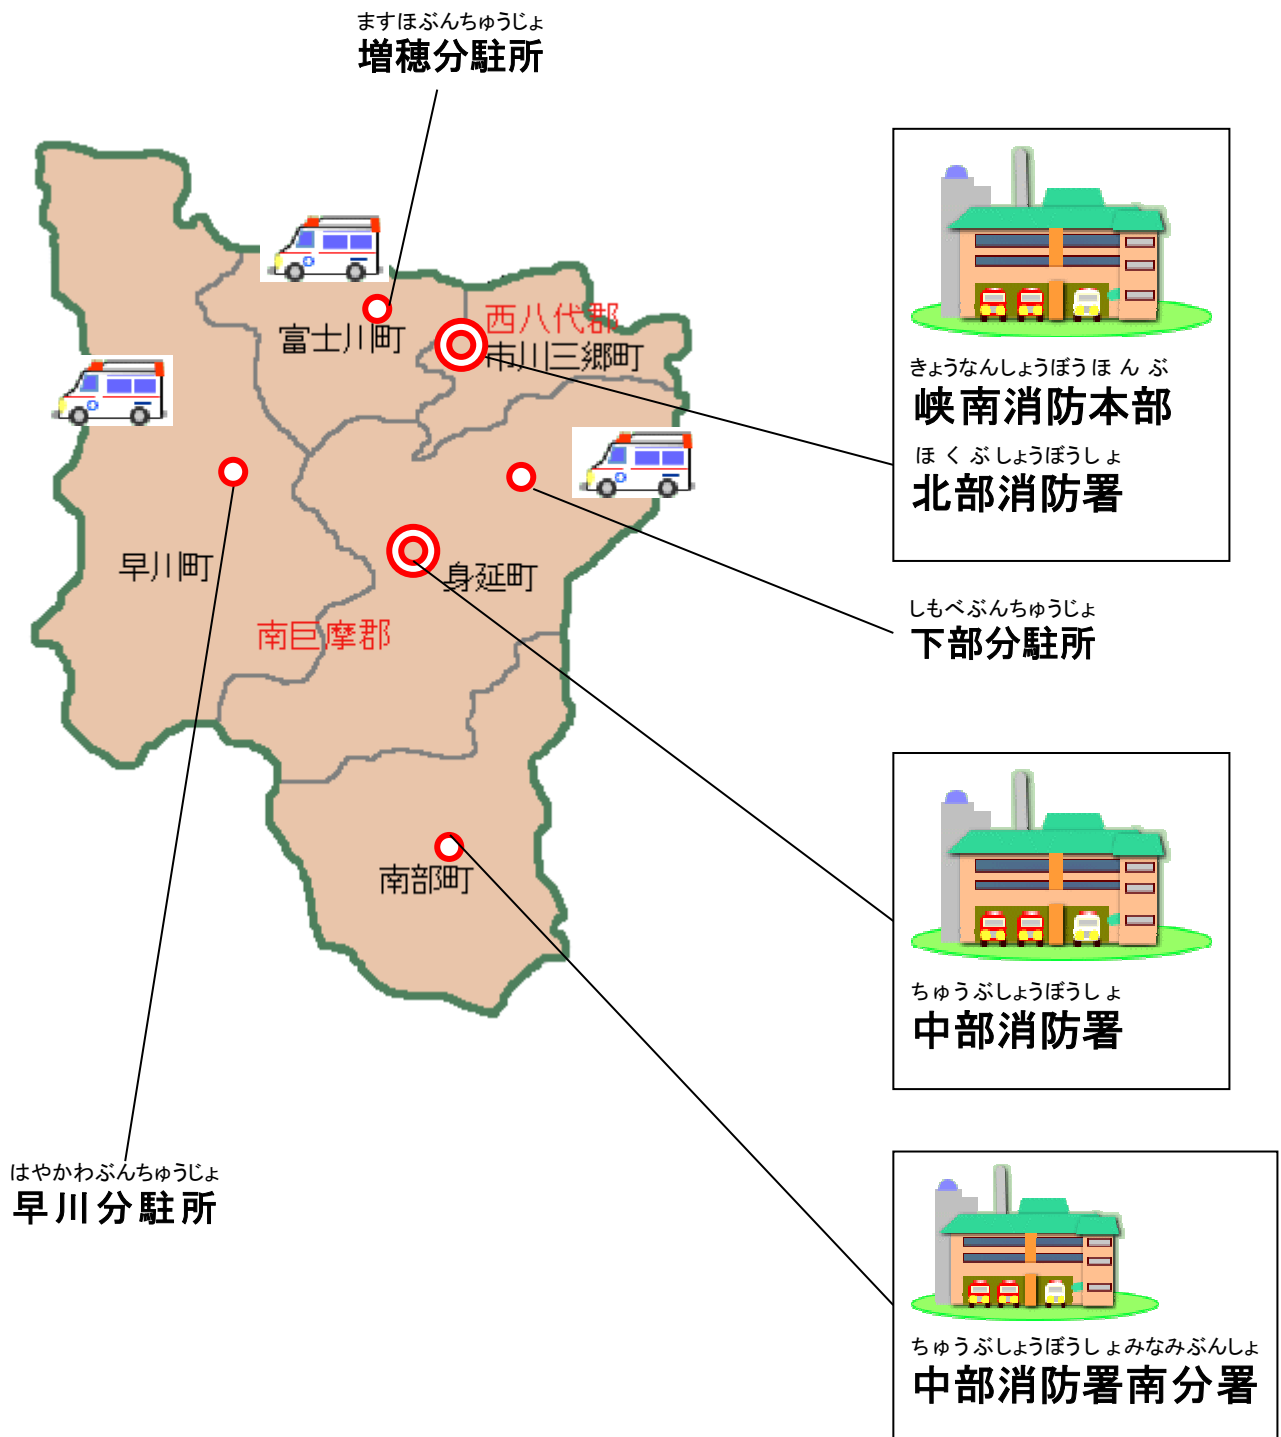 ますほぶんちゅうじょ
増穂分駐所
西八代郡
富士川町
市川三郷町
きょうなんしょうぼうほんぶ
峡南消防本部
ほくぶしょうぼうしょ
北部消防署
早川町
身延町
南巨摩郡
しもべぶんちゅうじょ
下部分駐所
南部町
ちゅうぶしょうぼうしょ
中部消防署
はやかわぶんちゅうじょ
早川分駐所
ちゅうぶしょうぼうしょみなみぶんしょ
中部消防署南分署